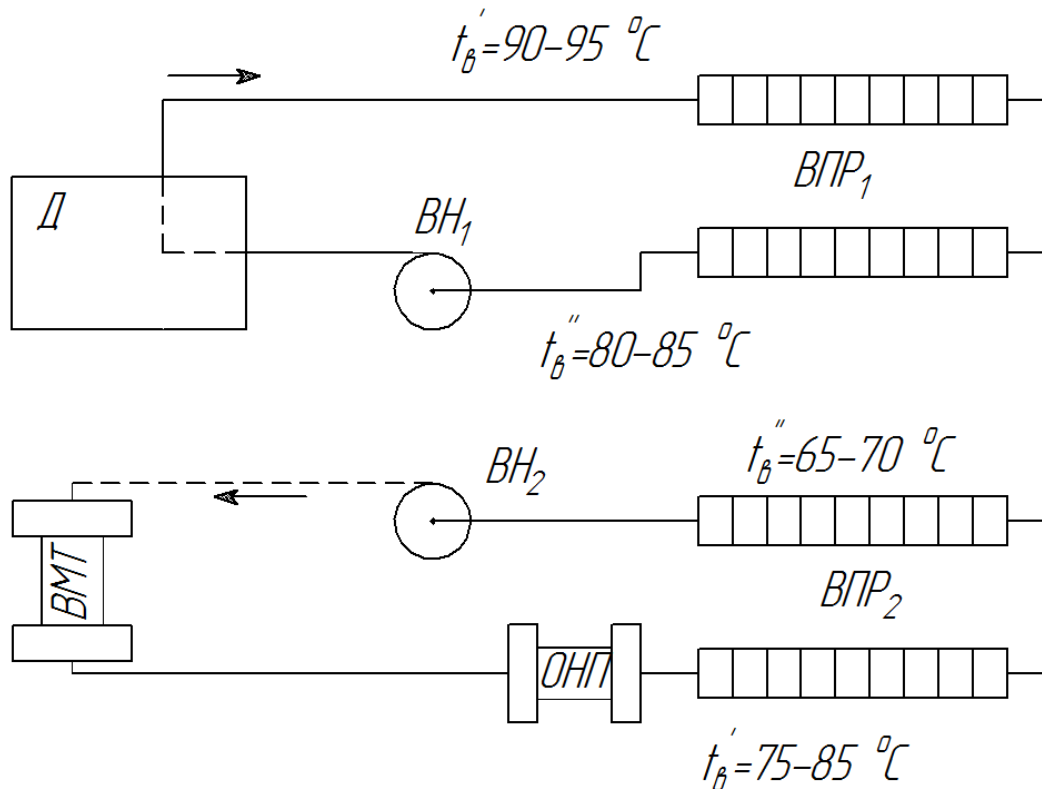 t'в=90–95 °C
Д
ВПР₁
ВН₁
t''в=80–85 °C
t''в=65–70 °C
ВН₂
ВМТ
ВПР₂
ОНП
t'в=75–85 °C